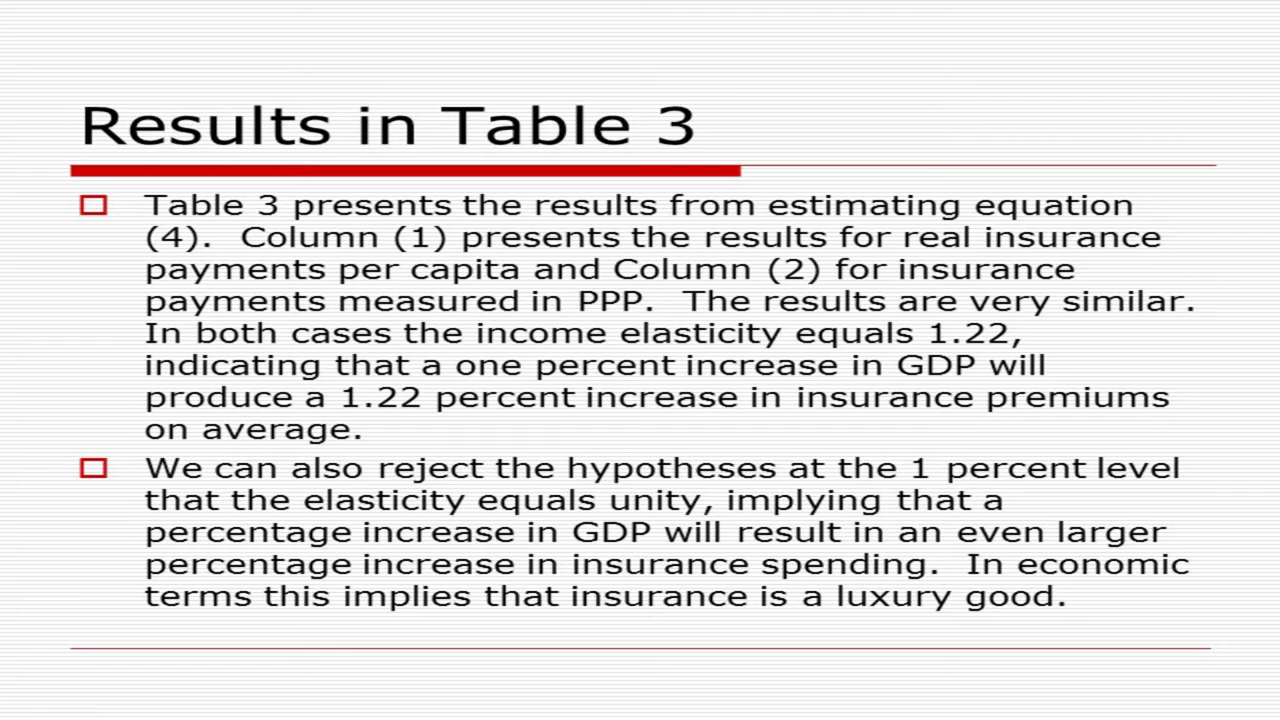 Results in Table 3
Table 3 presents the results from estimating equation
(4). Column (1) presents the results for real insurance
payments per capita and Column (2) for insurance
payments measured in PPP. The results are very similar.
In both cases the income elasticity equals 1.22,
indicating that a one percent increase in GDP will
produce a 1.22 percent increase in insurance premiums
on average.
We can also reject the hypotheses at the 1 percent level
that the elasticity equals unity, implying that a
percentage increase in GDP will result in an even larger
percentage increase in insurance spending. In economic
terms this implies that insurance is a luxury good.